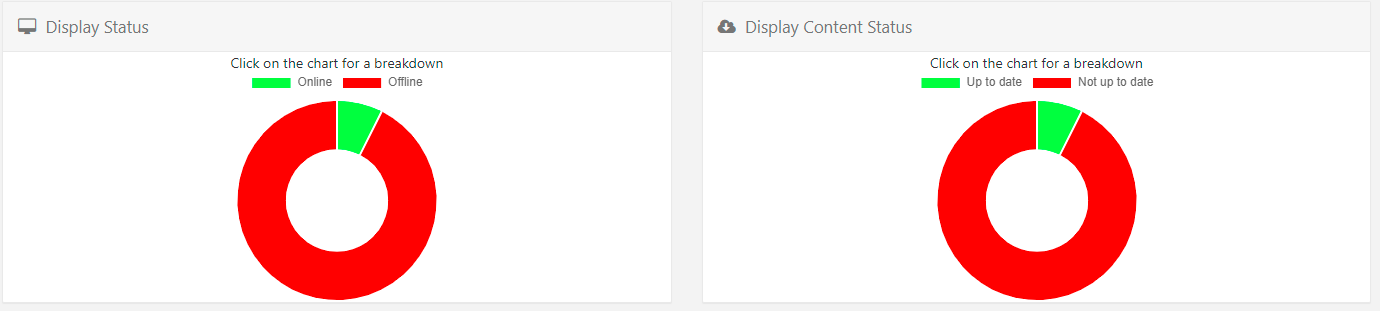 Display Status
Click on the chart for a breakdown
Online Offline
Display Content Status
Click on the chart for a breakdown
Up to date Not up to date